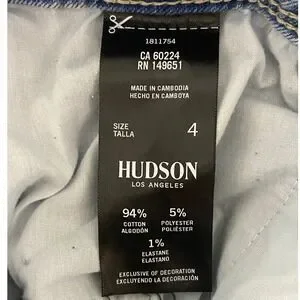 1811754
CA 60224
RN 149651
MADE IN CAMBODIA
HECHO EN CAMBOYA
SIZE
TALLA
4
HUDSON
LOS ANGELES
94% 5%
COTTON POLYESTER
ALGODÓN POLIÉSTER
1%
ELASTANE
ELASTANO
EXCLUSIVE OF DECORATION
EXCLUYENDO DECORACIÓN